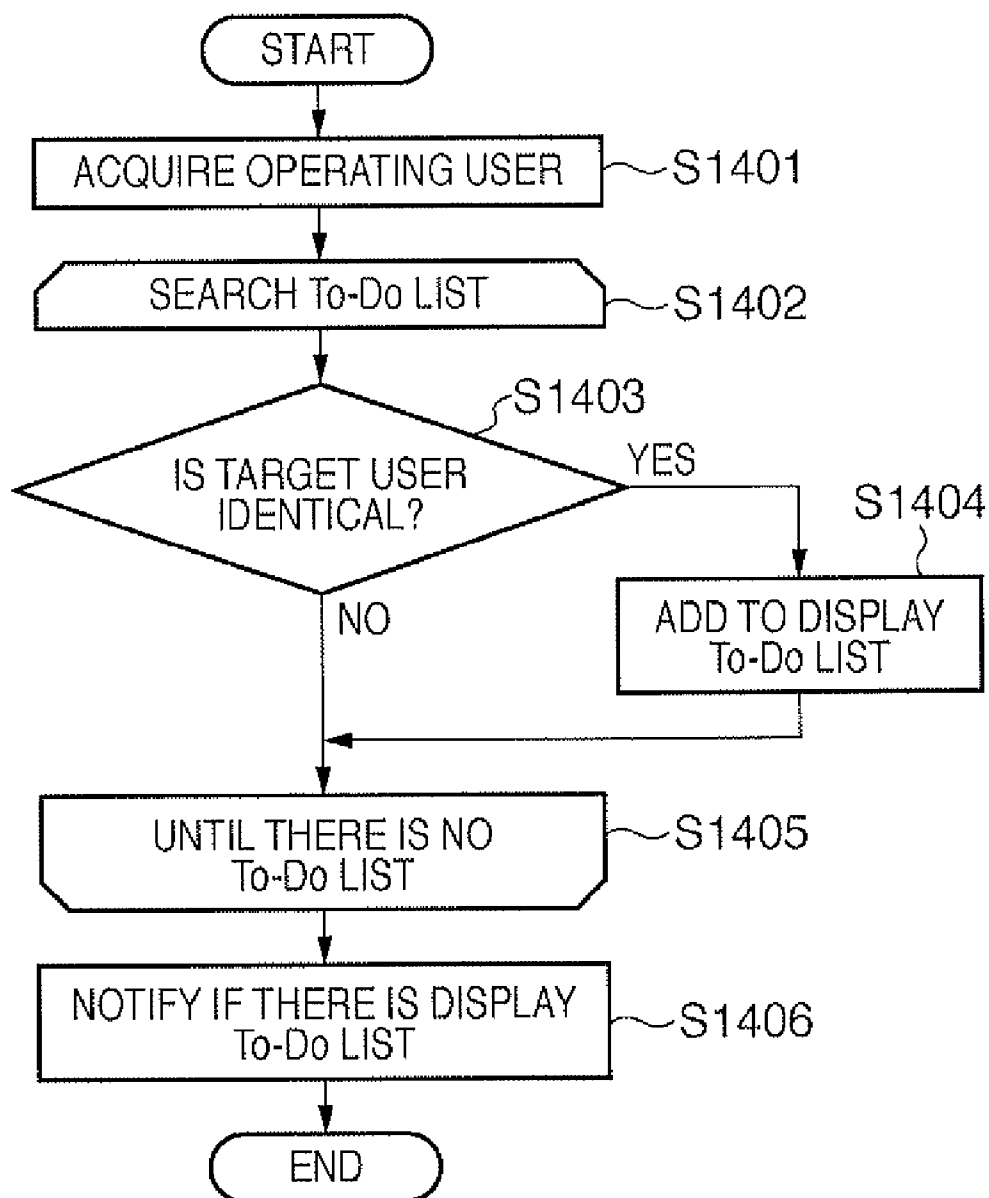 START
ACQUIRE OPERATING USER
S1401
SEARCH To-Do LIST
S1402
S1403
IS TARGET USER
IDENTICAL?
YES
S1404
ADD TO DISPLAY
To-Do LIST
NO
UNTIL THERE IS NO
To-Do LIST
S1405
NOTIFY IF THERE IS DISPLAY
To-Do LIST
S1406
END